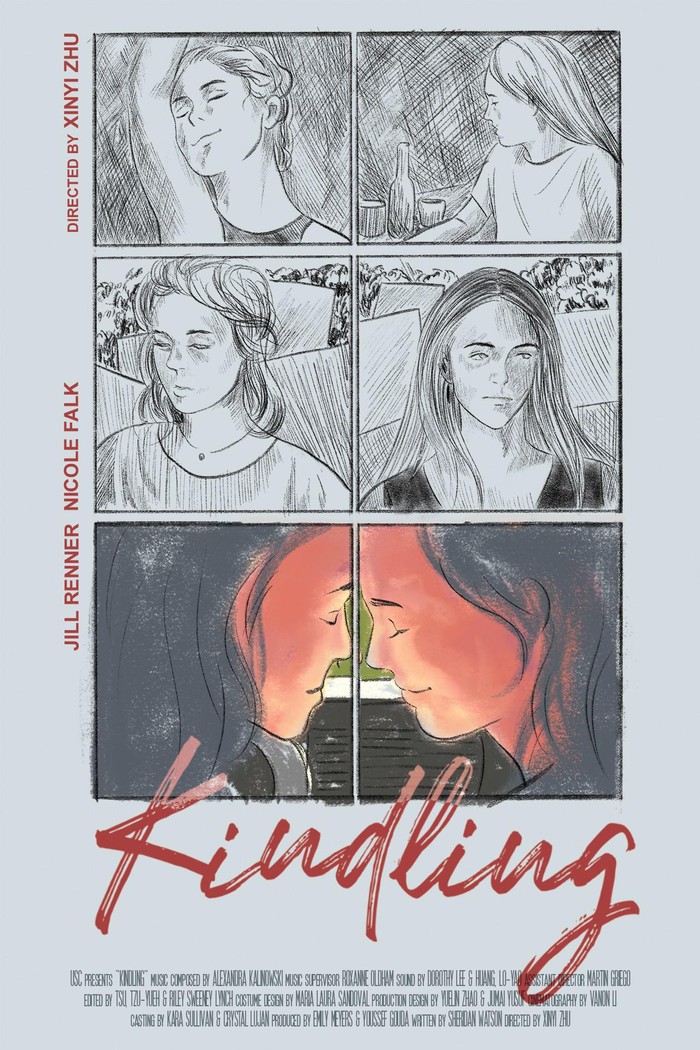 DIRECTED BY XINYI ZHU
JILL RENNER NICOLE FALK
Kindling
USC PRESENTS "KINDLING" MUSIC COMPOSED BY ALEXANDRA KALINOWSKI MUSIC SUPERVISOR ROXANNE OLDHAM SOUND BY DOROTHY LEE & HUANG, LO-YAO ASSISTANT DIRECTOR MARTIN GRIEGO
EDITED BY TSU, TZU-YUEH & RILEY SWEENEY LYNCH COSTUME DESIGN BY MARIA LAURA SANDOVAL PRODUCTION DESIGN BY YUELIN ZHAO & JUMAI YUSUF CINEMATOGRAPHY BY VANON LI
CASTING BY KARA SULLIVAN & CRYSTAL LUJAN PRODUCED BY EMILY MEYERS & YOUSSEF GOUDA WRITTEN BY SHERIDAN WATSON DIRECTED BY XINYI ZHU